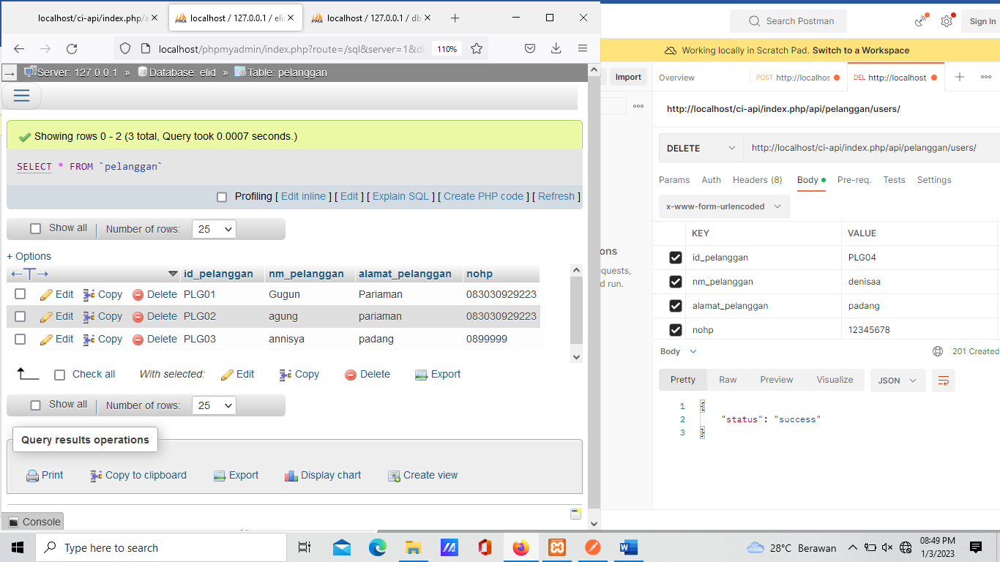 localhost/ci-api/index.php/a
localhost / 127.0.0.1 / elid
localhost / 127.0.0.1 / db
localhost/phpmyadmin/index.php?route=/sql&server=1&db
110%
Server: 127.0.0.1 » Database: elid » Table: pelanggan
Showing rows 0 - 2 (3 total, Query took 0.0007 seconds.)
SELECT * FROM `pelanggan`
Profiling [ Edit inline ] [ Edit ] [ Explain SQL ] [ Create PHP code ] [ Refresh ]
Show all Number of rows: 25
+ Options
id_pelanggan nm_pelanggan alamat_pelanggan nohp
Edit Copy Delete PLG01 Gugun Pariaman 083030929223
Edit Copy Delete PLG02 agung pariaman 083030929223
Edit Copy Delete PLG03 annisya padang 0899999
Check all With selected: Edit Copy Delete Export
Show all Number of rows: 25
Query results operations
Print Copy to clipboard Export Display chart Create view
Console
Search Postman
Sign In
Working locally in Scratch Pad. Switch to a Workspace
Import
Overview
POST http://localhos
DEL http://localhost
http://localhost/ci-api/index.php/api/pelanggan/users/
DELETE http://localhost/ci-api/index.php/api/pelanggan/users/
Params Auth Headers (8) Body Pre-req. Tests Settings
x-www-form-urlencoded
KEY VALUE
id_pelanggan PLG04
nm_pelanggan denisaa
alamat_pelanggan padang
nohp 12345678
ons
quests,
d run.
Body 201 Created
Pretty Raw Preview Visualize JSON
1 {
2 "status": "success"
3 }
Type here to search
28°C Berawan
08:49 PM
1/3/2023